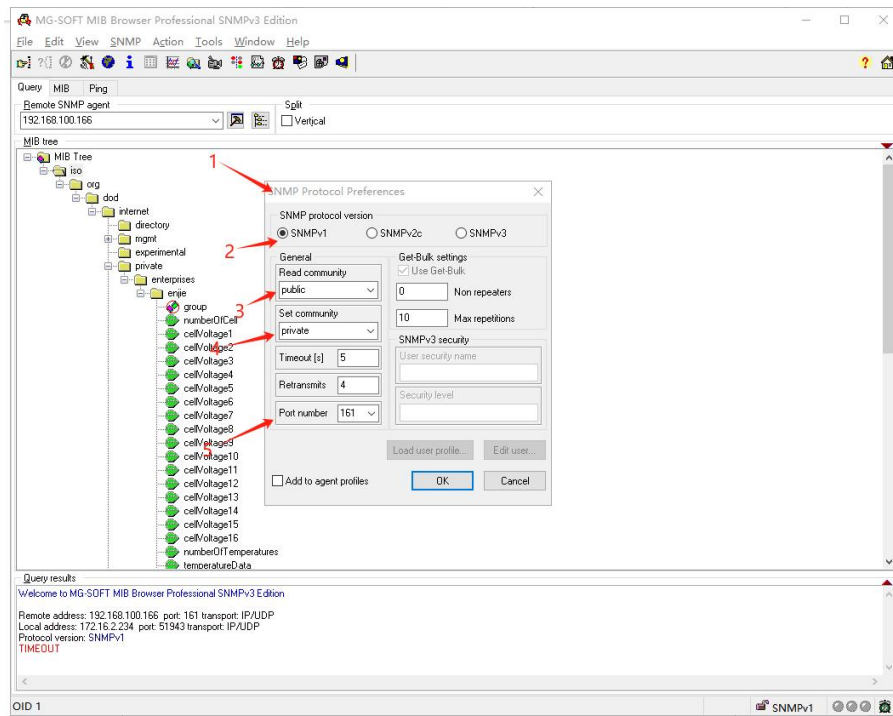 MG-SOFT MIB Browser Professional SNMPv3 Edition
File Edit View SNMP Action Tools Window Help
Query MIB Ping
Remote SNMP agent
Split
192.168.100.166
Vertical
MIB tree
MIB Tree
iso
org
dod
internet
directory
mgmt
experimental
private
enterprises
enjie
group
numberOfCell
cellVoltage1
cellVoltage2
cellVoltage3
cellVoltage4
cellVoltage5
cellVoltage6
cellVoltage7
cellVoltage8
cellVoltage9
cellVoltage10
cellVoltage11
cellVoltage12
cellVoltage13
cellVoltage14
cellVoltage15
cellVoltage16
numberOfTemperatures
temperatureData
1
SNMP Protocol Preferences
SNMP protocol version
2
SNMPv1 SNMPv2c SNMPv3
General
Read community
public
3
Set community
private
4
Timeout [s] 5
Retransmits 4
Port number 161
5
Get-Bulk settings
Use Get-Bulk
0 Non repeaters
10 Max repetitions
SNMPv3 security
User security name
Security level
Load user profile... Edit user...
Add to agent profiles
OK Cancel
Query results
Welcome to MG-SOFT MIB Browser Professional SNMPv3 Edition
Remote address: 192.168.100.166 port: 161 transport: IP/UDP
Local address: 172.16.2.234 port: 51943 transport: IP/UDP
Protocol version: SNMPv1
TIMEOUT
OID 1
SNMPv1